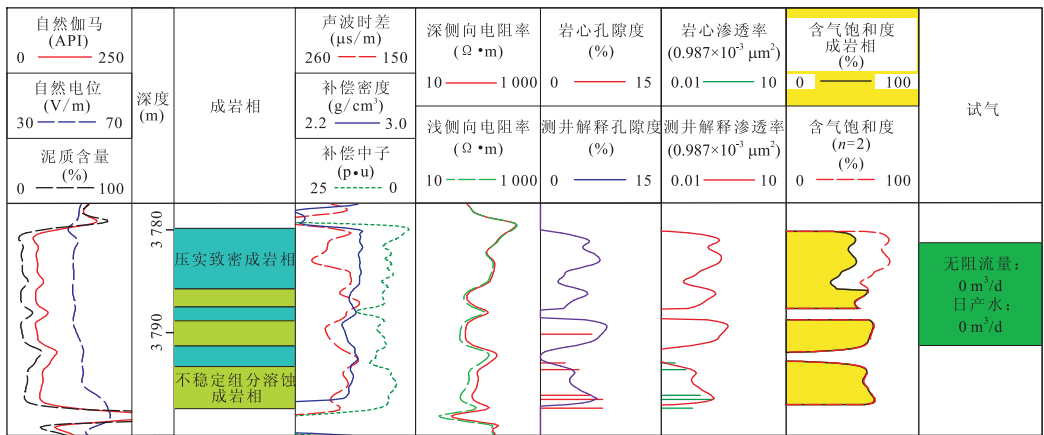 自然伽马
(API)
0 250
自然电位
(V/m)
30 70
泥质含量
(%)
0 100
深度
(m)
成岩相
声波时差
(μs/m)
260 150
补偿密度
(g/cm³)
2.2 3.0
补偿中子
(p•u)
25 0
深侧向电阻率
(Ω•m)
10 1 000
浅侧向电阻率
(Ω•m)
10 1 000
岩心孔隙度
(%)
0 15
测井解释孔隙度
(%)
0 15
岩心渗透率
(0.987×10⁻³ μm²)
0.01 10
测井解释渗透率
(0.987×10⁻³ μm²)
0.01 10
含气饱和度
成岩相
(%)
0 100
含气饱和度
(n=2)
(%)
0 100
试气
3 780
3 790
压实致密成岩相
不稳定组分溶蚀
成岩相
无阻流量：
0 m³/d
日产水：
0 m³/d